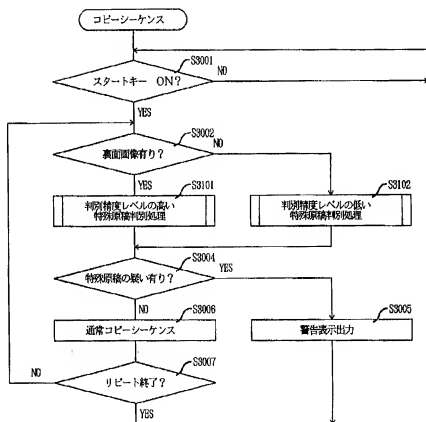 コピーシーケンス
S3001
スタートキー ON？
NO
YES
S3002
裏面画像有り？
NO
YES
S3101
判別精度レベルの高い
特殊原稿判別処理
S3102
判別精度レベルの低い
特殊原稿判別処理
S3004
特殊原稿の疑い有り？
YES
NO
S3006
通常コピーシーケンス
S3005
警告表示出力
S3007
リピート終了？
NO
YES